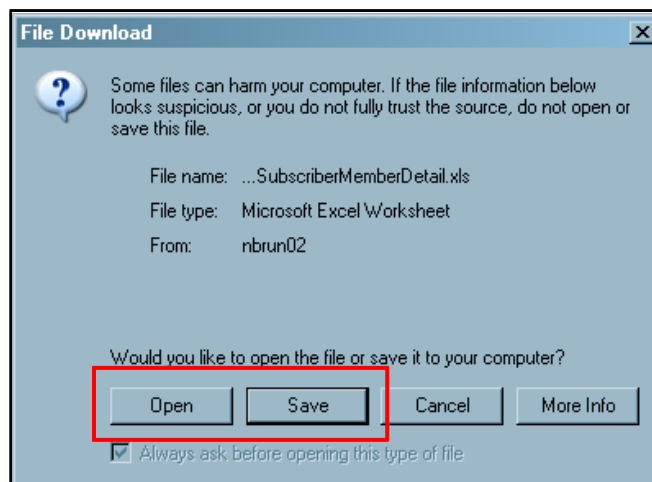 File Download
Some files can harm your computer. If the file information below
looks suspicious, or you do not fully trust the source, do not open or
save this file.
File name: ...SubscriberMemberDetail.xls
File type: Microsoft Excel Worksheet
From: nbrun02
Would you like to open the file or save it to your computer?
Open Save Cancel More Info
Always ask before opening this type of file